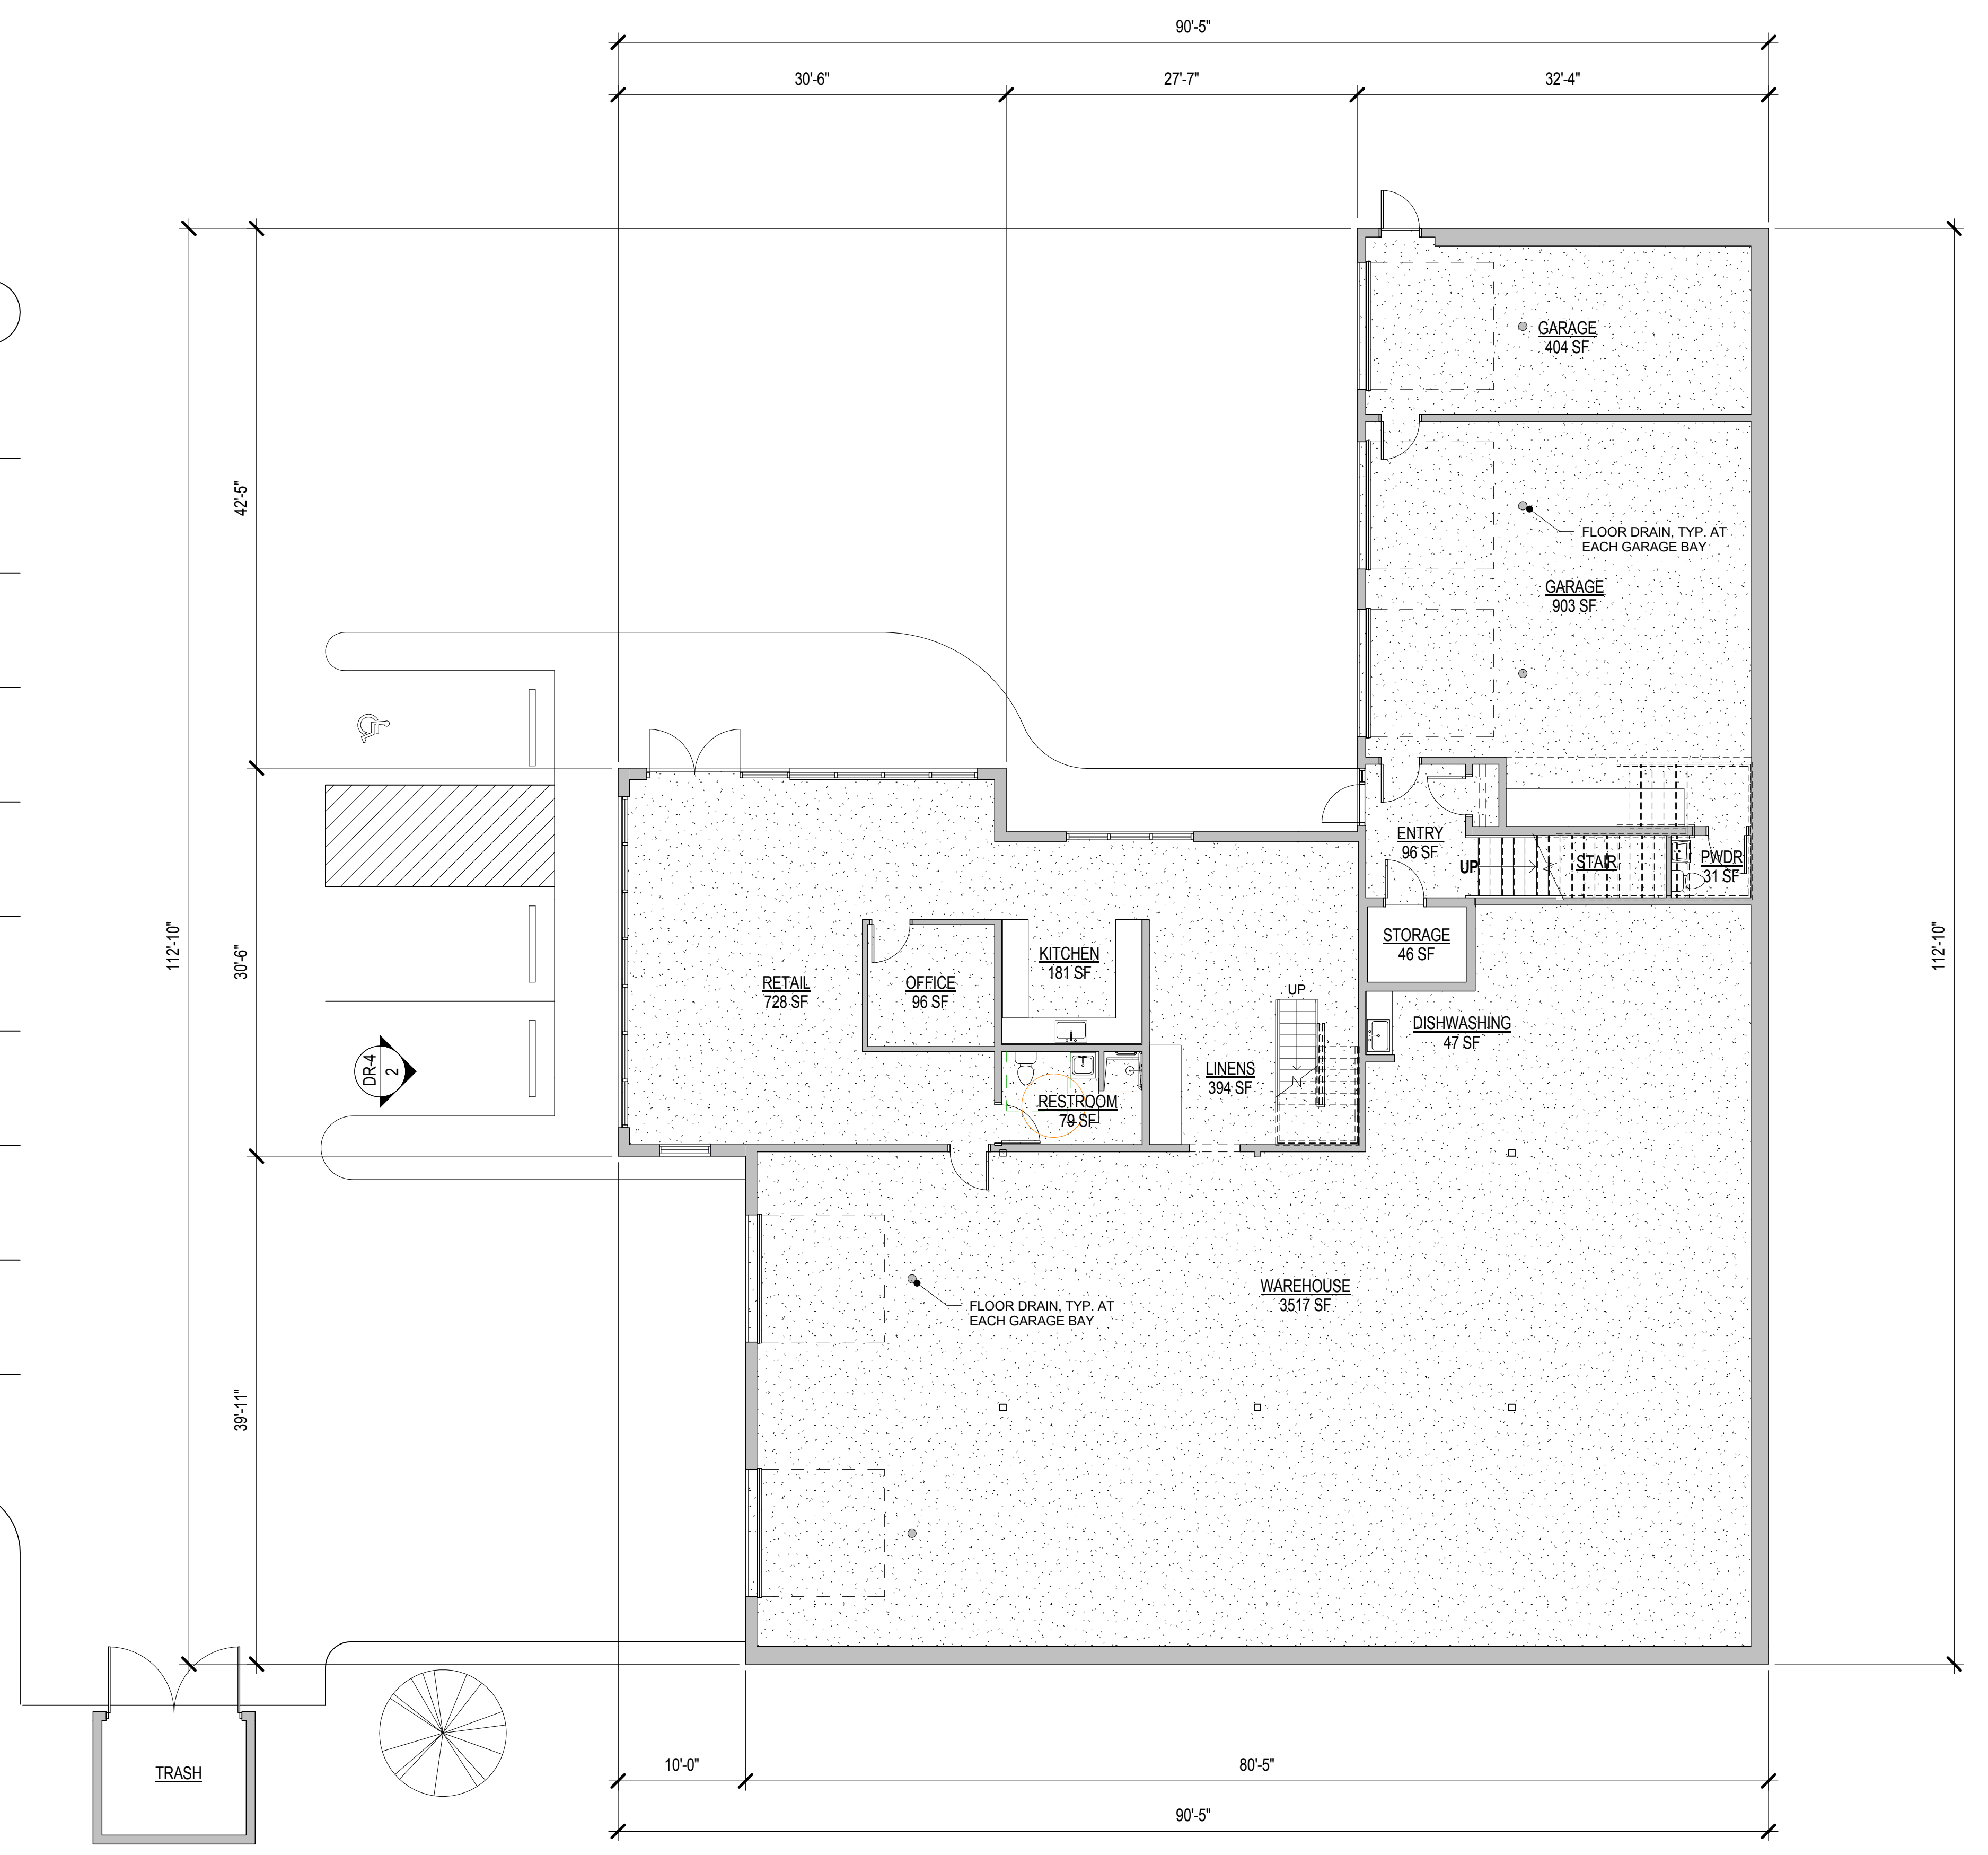 90'-5"
30'-6"
27'-7"
32'-4"
GARAGE
404 SF
42'-5"
FLOOR DRAIN, TYP. AT
EACH GARAGE BAY
GARAGE
903 SF
ENTRY
96 SF
UP
STAIR
PWDR
31 SF
112'-10"
30'-6"
RETAIL
728 SF
OFFICE
96 SF
KITCHEN
181 SF
STORAGE
46 SF
112'-10"
UP
DISHWASHING
47 SF
DR-4
2
LINENS
394 SF
RESTROOM
79 SF
WAREHOUSE
3517 SF
FLOOR DRAIN, TYP. AT
EACH GARAGE BAY
39'-11"
TRASH
10'-0"
80'-5"
90'-5"